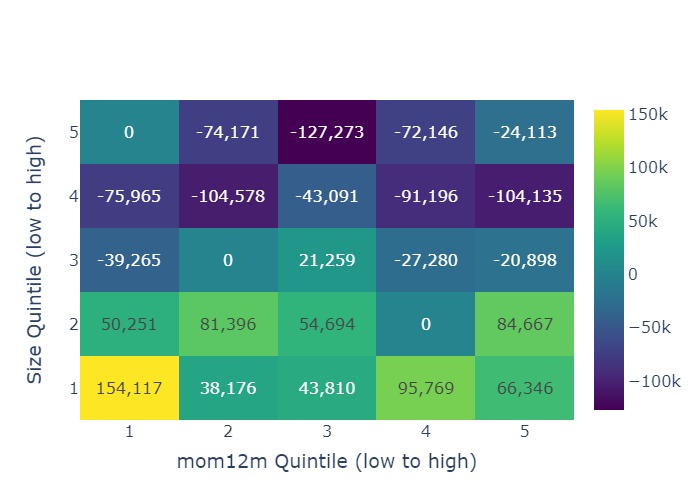 150k
5 0 -74,171 -127,273 -72,146 -24,113
100k
4 -75,965 -104,578 -43,091 -91,196 -104,135
50k
3 -39,265 0 21,259 -27,280 -20,898
0
2 50,251 81,396 54,694 0 84,667
−50k
1 154,117 38,176 43,810 95,769 66,346
−100k
1 2 3 4 5
mom12m Quintile (low to high)
Size Quintile (low to high)